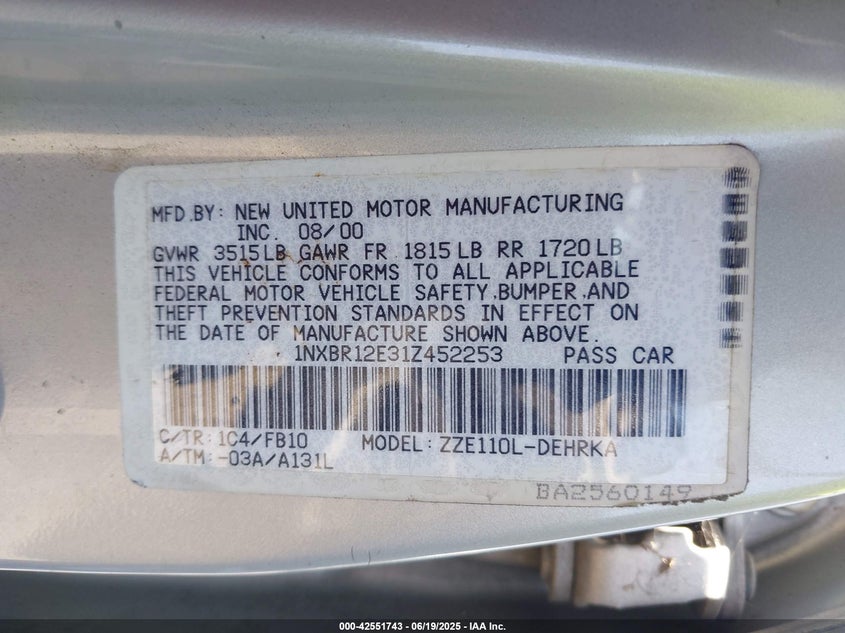 MFD.BY: NEW UNITED MOTOR MANUFACTURING
INC. 08/00
GVWR 3515LB GAWR FR 1815LB RR 1720LB
THIS VEHICLE CONFORMS TO ALL APPLICABLE
FEDERAL MOTOR VEHICLE SAFETY,BUMPER,AND
THEFT PREVENTION STANDARDS IN EFFECT ON
THE DATE OF MANUFACTURE SHOWN ABOVE.
1NXBR12E31Z452253 PASS CAR
C/TR: 1C4/FB10 MODEL: ZZE110L-DEHRKA
A/TM: -03A/A131L
BA2560149
000-42551743 / 06/19/2025 - IAA Inc.